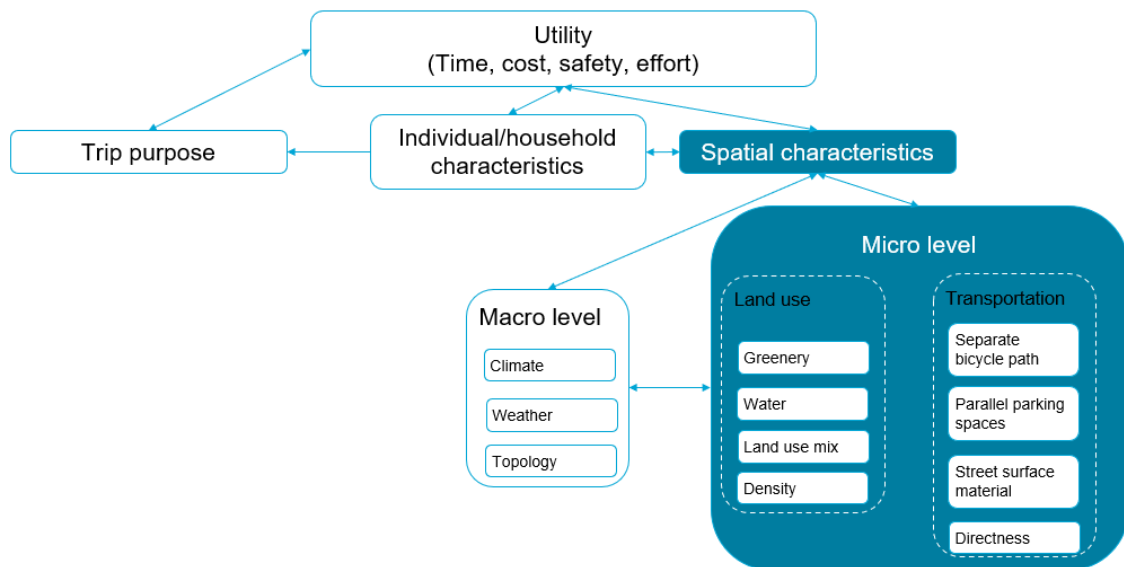 Utility
(Time, cost, safety, effort)
Trip purpose
Individual/household
characteristics
Spatial characteristics
Macro level
Climate
Weather
Topology
Micro level
Land use
Greenery
Water
Land use mix
Density
Transportation
Separate
bicycle path
Parallel parking
spaces
Street surface
material
Directness